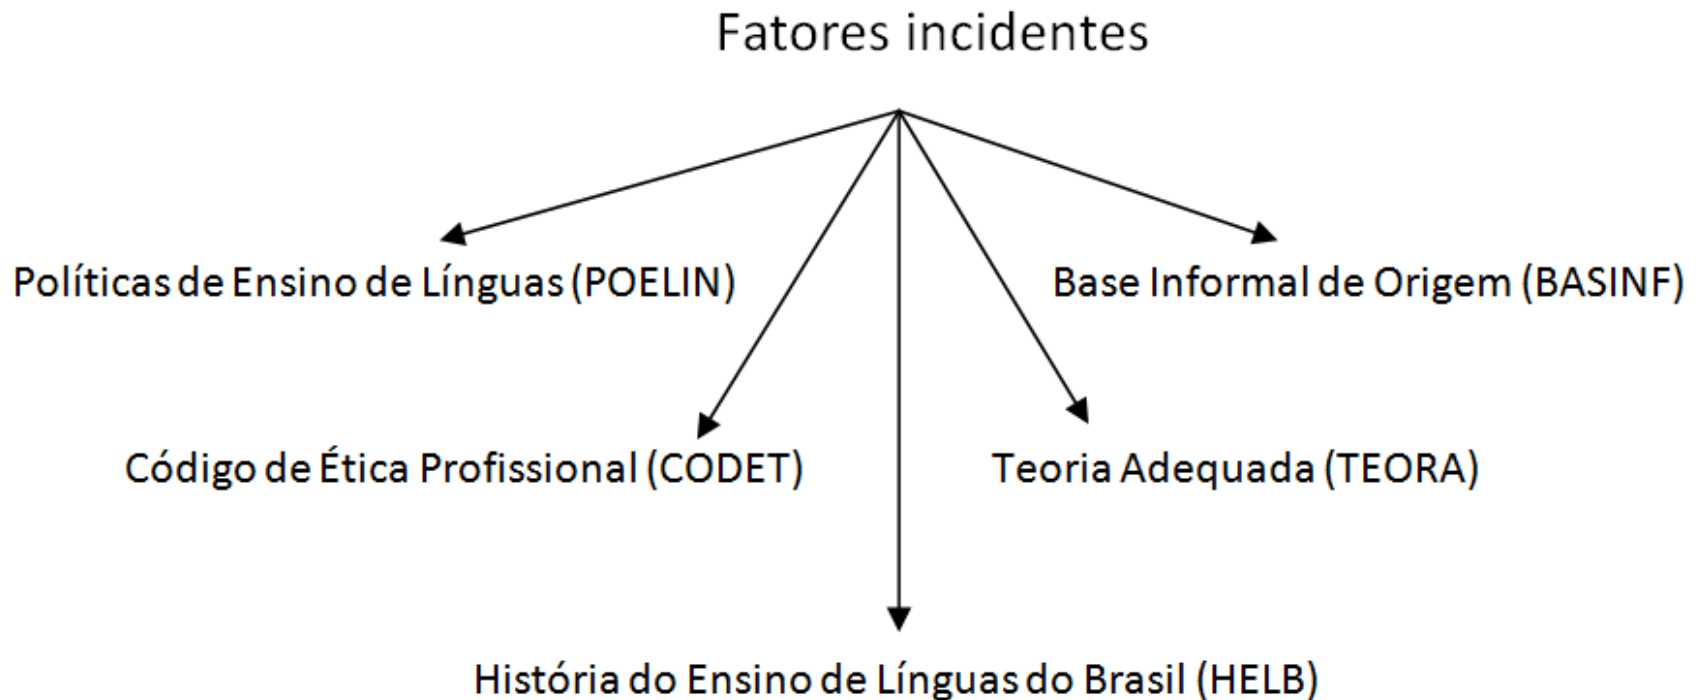 Fatores incidentes
Políticas de Ensino de Línguas (POELIN)
Base Informal de Origem (BASINF)
Código de Ética Profissional (CODET)
Teoria Adequada (TEORA)
História do Ensino de Línguas do Brasil (HELB)